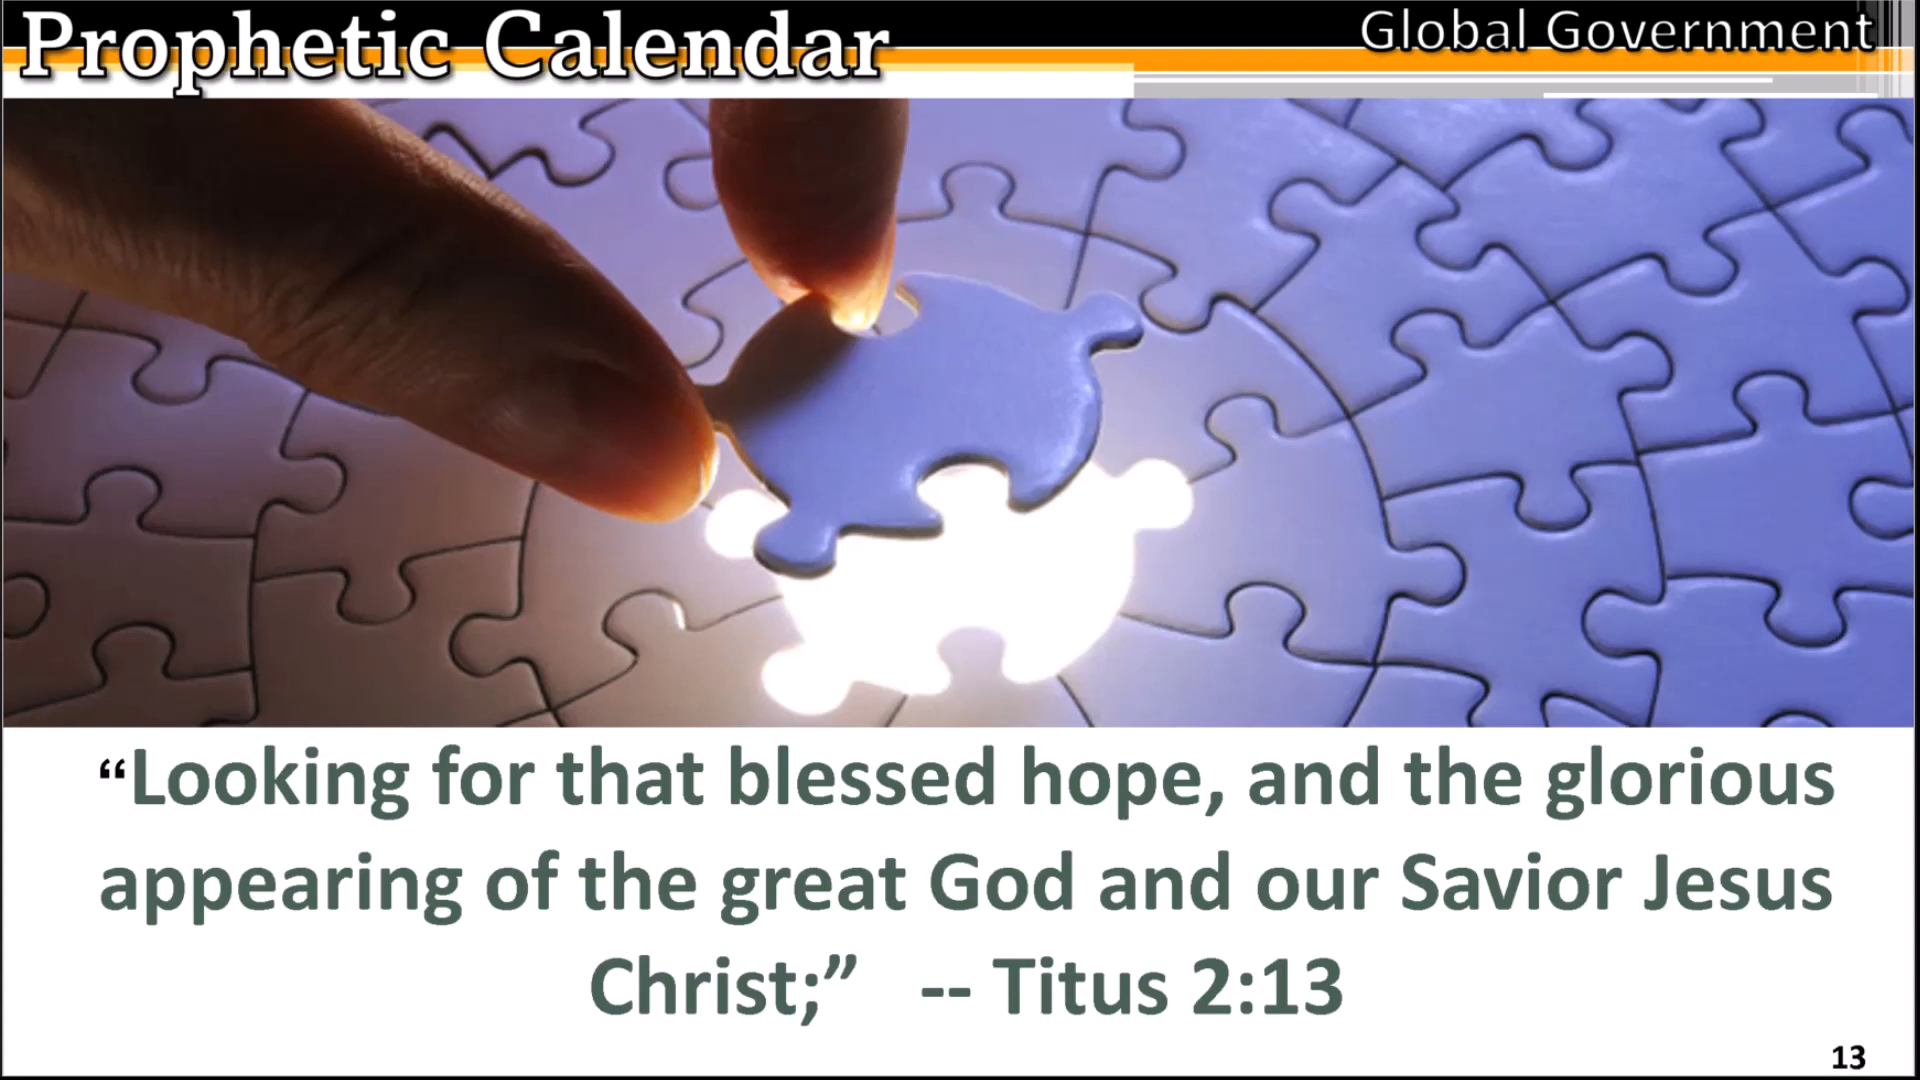 Prophetic Calendar
Global Government
“Looking for that blessed hope, and the glorious
appearing of the great God and our Savior Jesus
Christ;” -- Titus 2:13
13